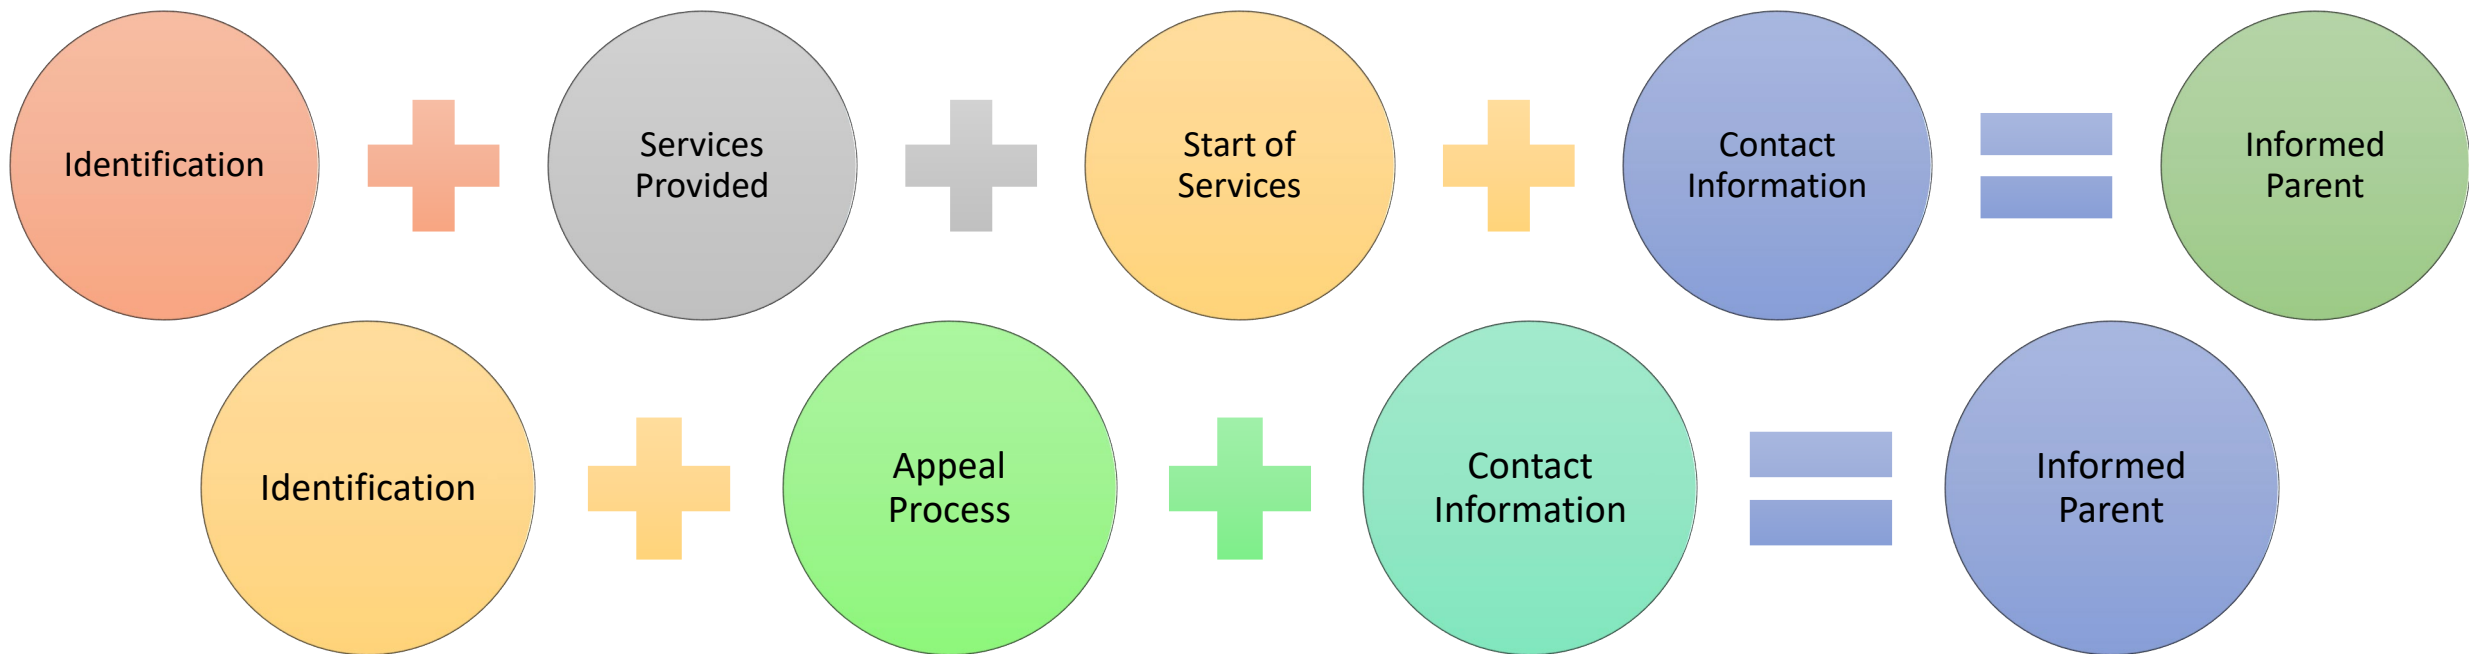 Identification
Services
Provided
Start of
Services
Contact
Information
Informed
Parent
Identification
Appeal
Process
Contact
Information
Informed
Parent